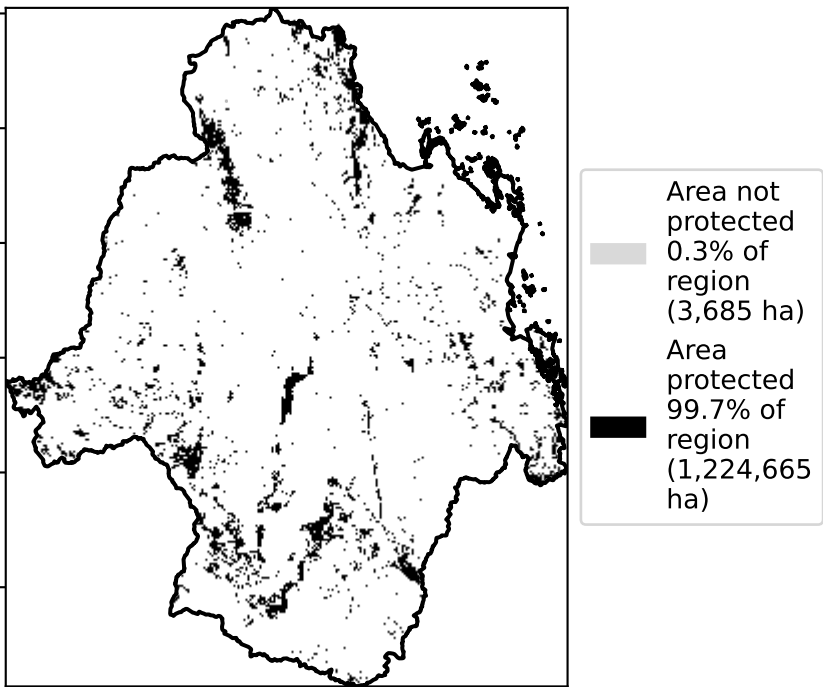 Area not
protected
0.3% of
region
(3,685 ha)
Area
protected
99.7% of
region
(1,224,665
ha)